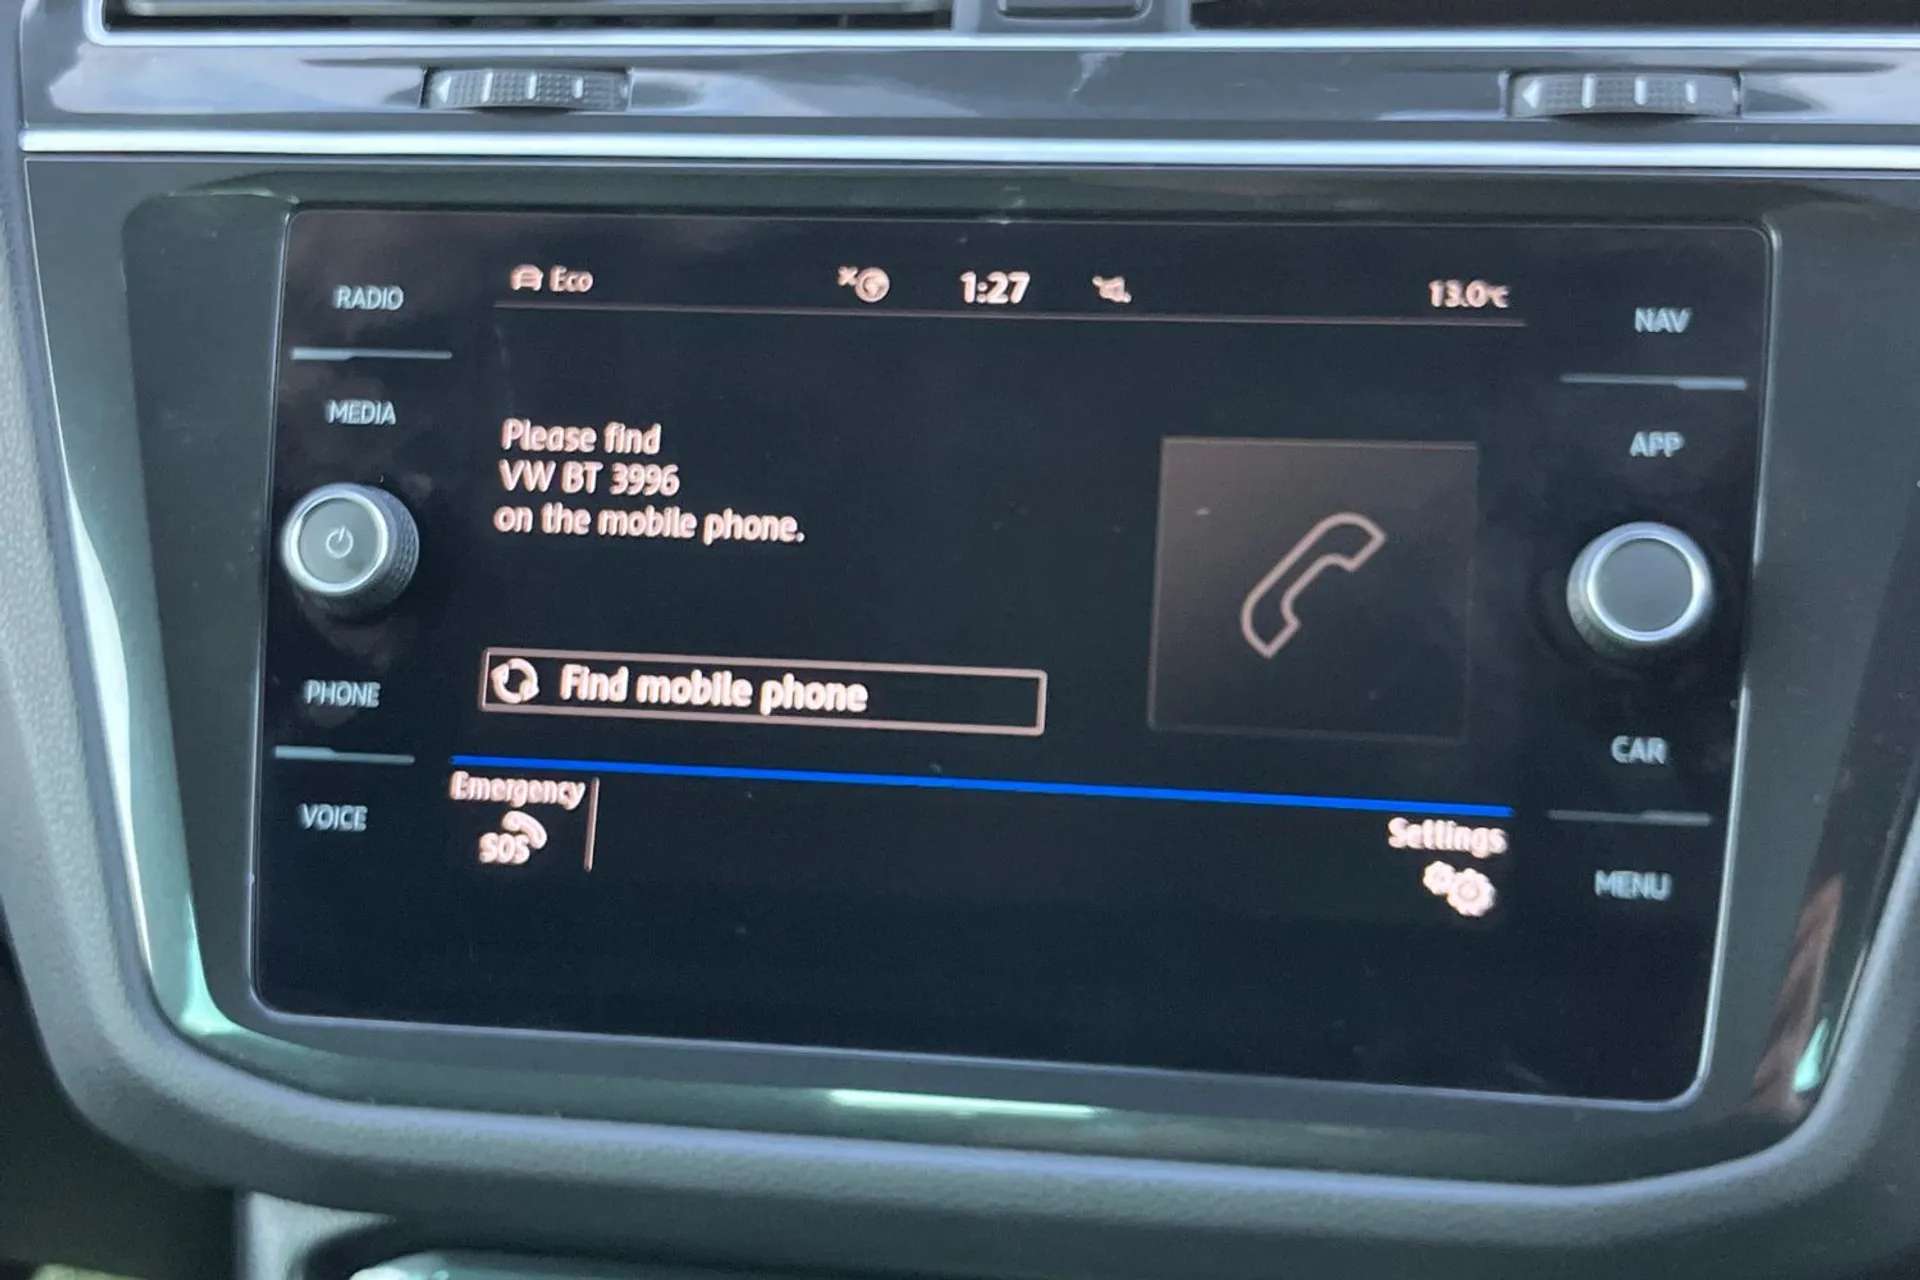 Eco
1:27
13.0°C
RADIO
MEDIA
PHONE
VOICE
Please find
VW BT 3996
on the mobile phone.
Find mobile phone
Emergency
SOS
Settings
NAV
APP
CAR
MENU